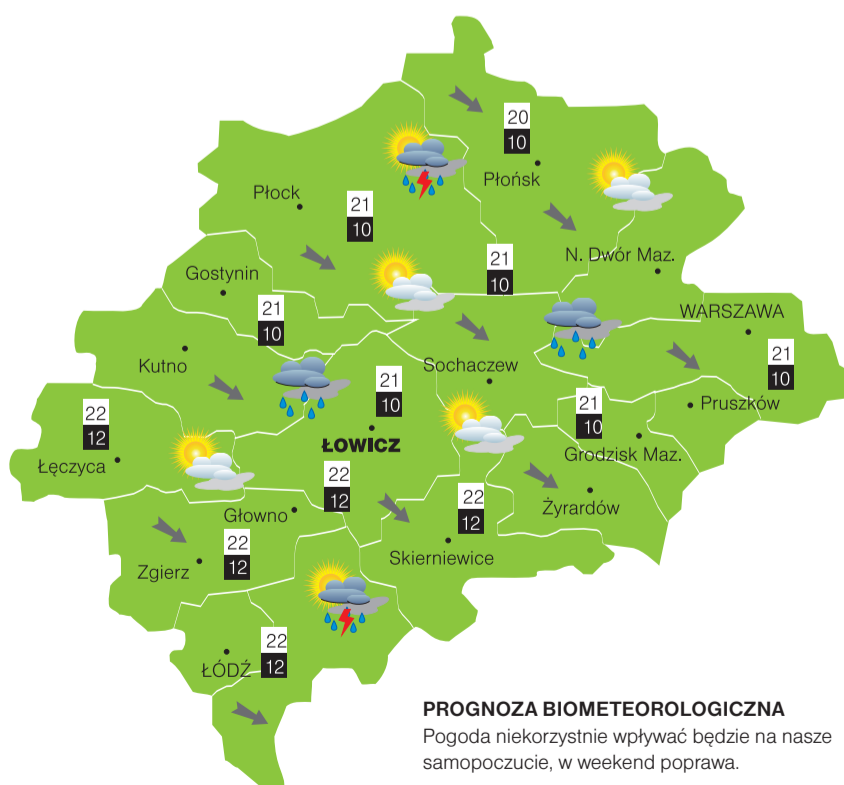 20
10
Płońsk
Płock
21
10
N. Dwór Maz.
21
10
Gostynin
21
10
WARSZAWA
Kutno
Sochaczew
21
10
21
10
Pruszków
22
12
Łęczyca
ŁOWICZ
21
10
Grodzisk Maz.
22
12
Głowno
22
12
Żyrardów
Skierniewice
22
12
Zgierz
22
12
ŁÓDŹ
PROGNOZA BIOMETEOROLOGICZNA
Pogoda niekorzystnie wpływać będzie na nasze
samopoczucie, w weekend poprawa.